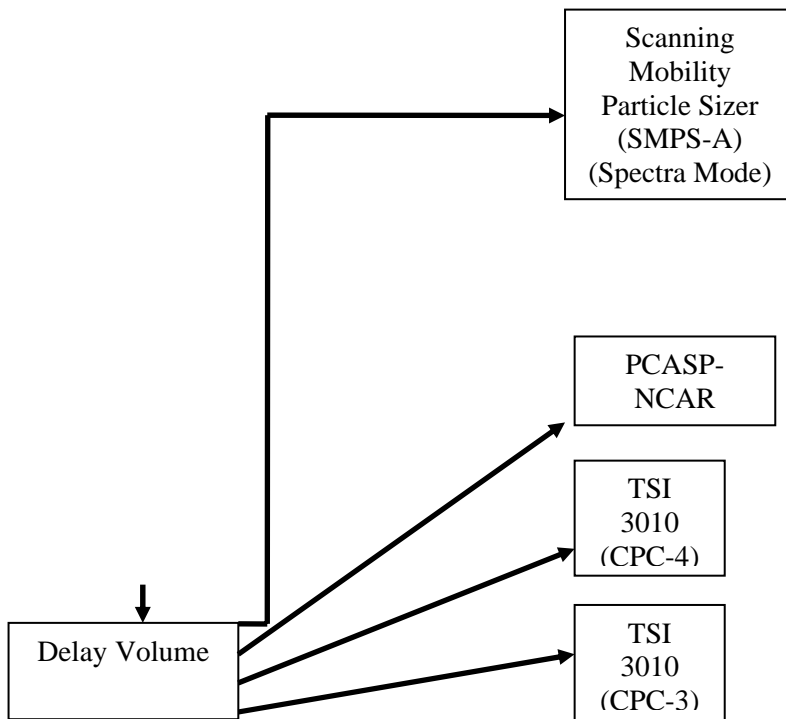 Scanning
Mobility
Particle Sizer
(SMPS-A)
(Spectra Mode)
PCASP-
NCAR
TSI
3010
(CPC-4)
Delay Volume
TSI
3010
(CPC-3)